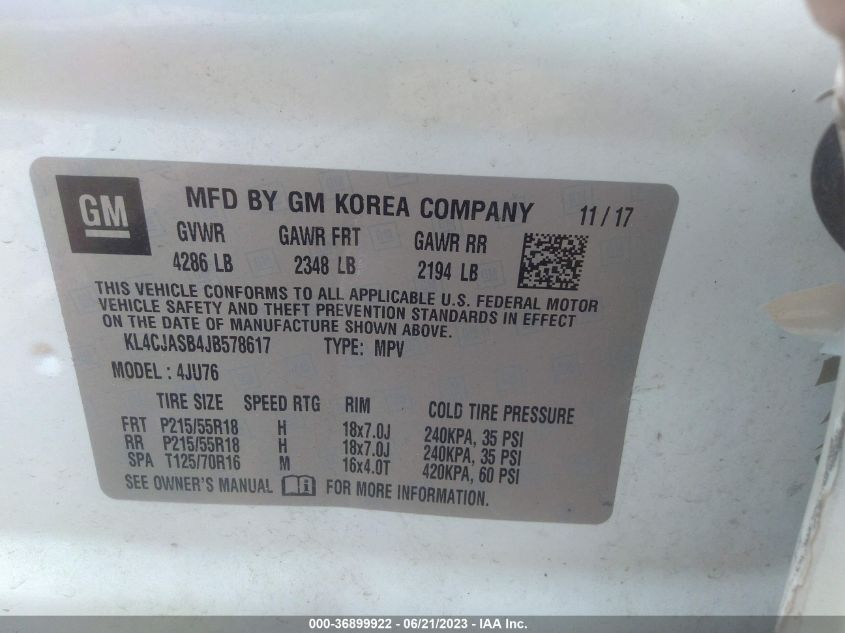 GM
MFD BY GM KOREA COMPANY 11/17
GVWR GAWR FRT GAWR RR
4286 LB 2348 LB 2194 LB
THIS VEHICLE CONFORMS TO ALL APPLICABLE U.S. FEDERAL MOTOR
VEHICLE SAFETY AND THEFT PREVENTION STANDARDS IN EFFECT
ON THE DATE OF MANUFACTURE SHOWN ABOVE.
KL4CJASB4JB578617 TYPE: MPV
MODEL : 4JU76
TIRE SIZE SPEED RTG RIM COLD TIRE PRESSURE
FRT P215/55R18 H 18x7.0J 240KPA, 35 PSI
RR P215/55R18 H 18x7.0J 240KPA, 35 PSI
SPA T125/70R16 M 16x4.0T 420KPA, 60 PSI
SEE OWNER'S MANUAL FOR MORE INFORMATION.
000-36899922 - 06/21/2023 - IAA Inc.